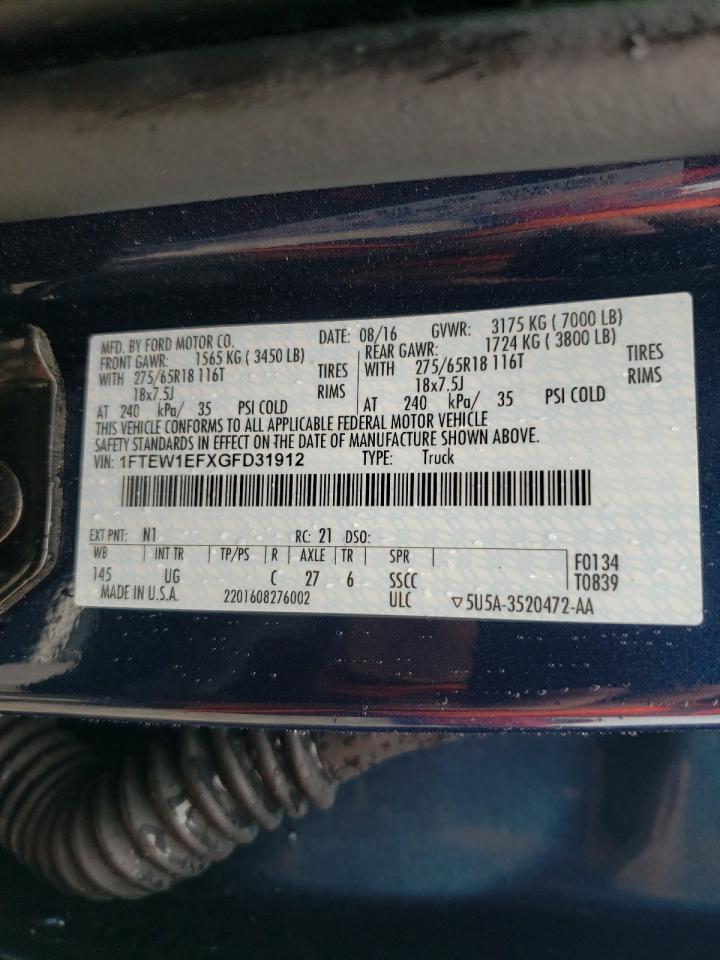 MFD. BY FORD MOTOR CO. DATE: 08/16 GVWR: 3175 KG ( 7000 LB)
FRONT GAWR: 1565 KG ( 3450 LB) REAR GAWR: 1724 KG ( 3800 LB)
WITH 275/65R18 116T TIRES WITH 275/65R18 116T TIRES
18x7.5J RIMS 18x7.5J RIMS
AT 240 kPa/ 35 PSI COLD AT 240 kPa/ 35 PSI COLD
THIS VEHICLE CONFORMS TO ALL APPLICABLE FEDERAL MOTOR VEHICLE
SAFETY STANDARDS IN EFFECT ON THE DATE OF MANUFACTURE SHOWN ABOVE.
VIN: 1FTEW1EFXGFD31912 TYPE: Truck
EXT PNT: N1 RC: 21 DSO:
WB INT TR TP/PS R AXLE TR SPR F0134
145 UG C 27 6 SSCC T0839
MADE IN U.S.A. 2201608276002 ULC ▽5U5A-3520472-AA